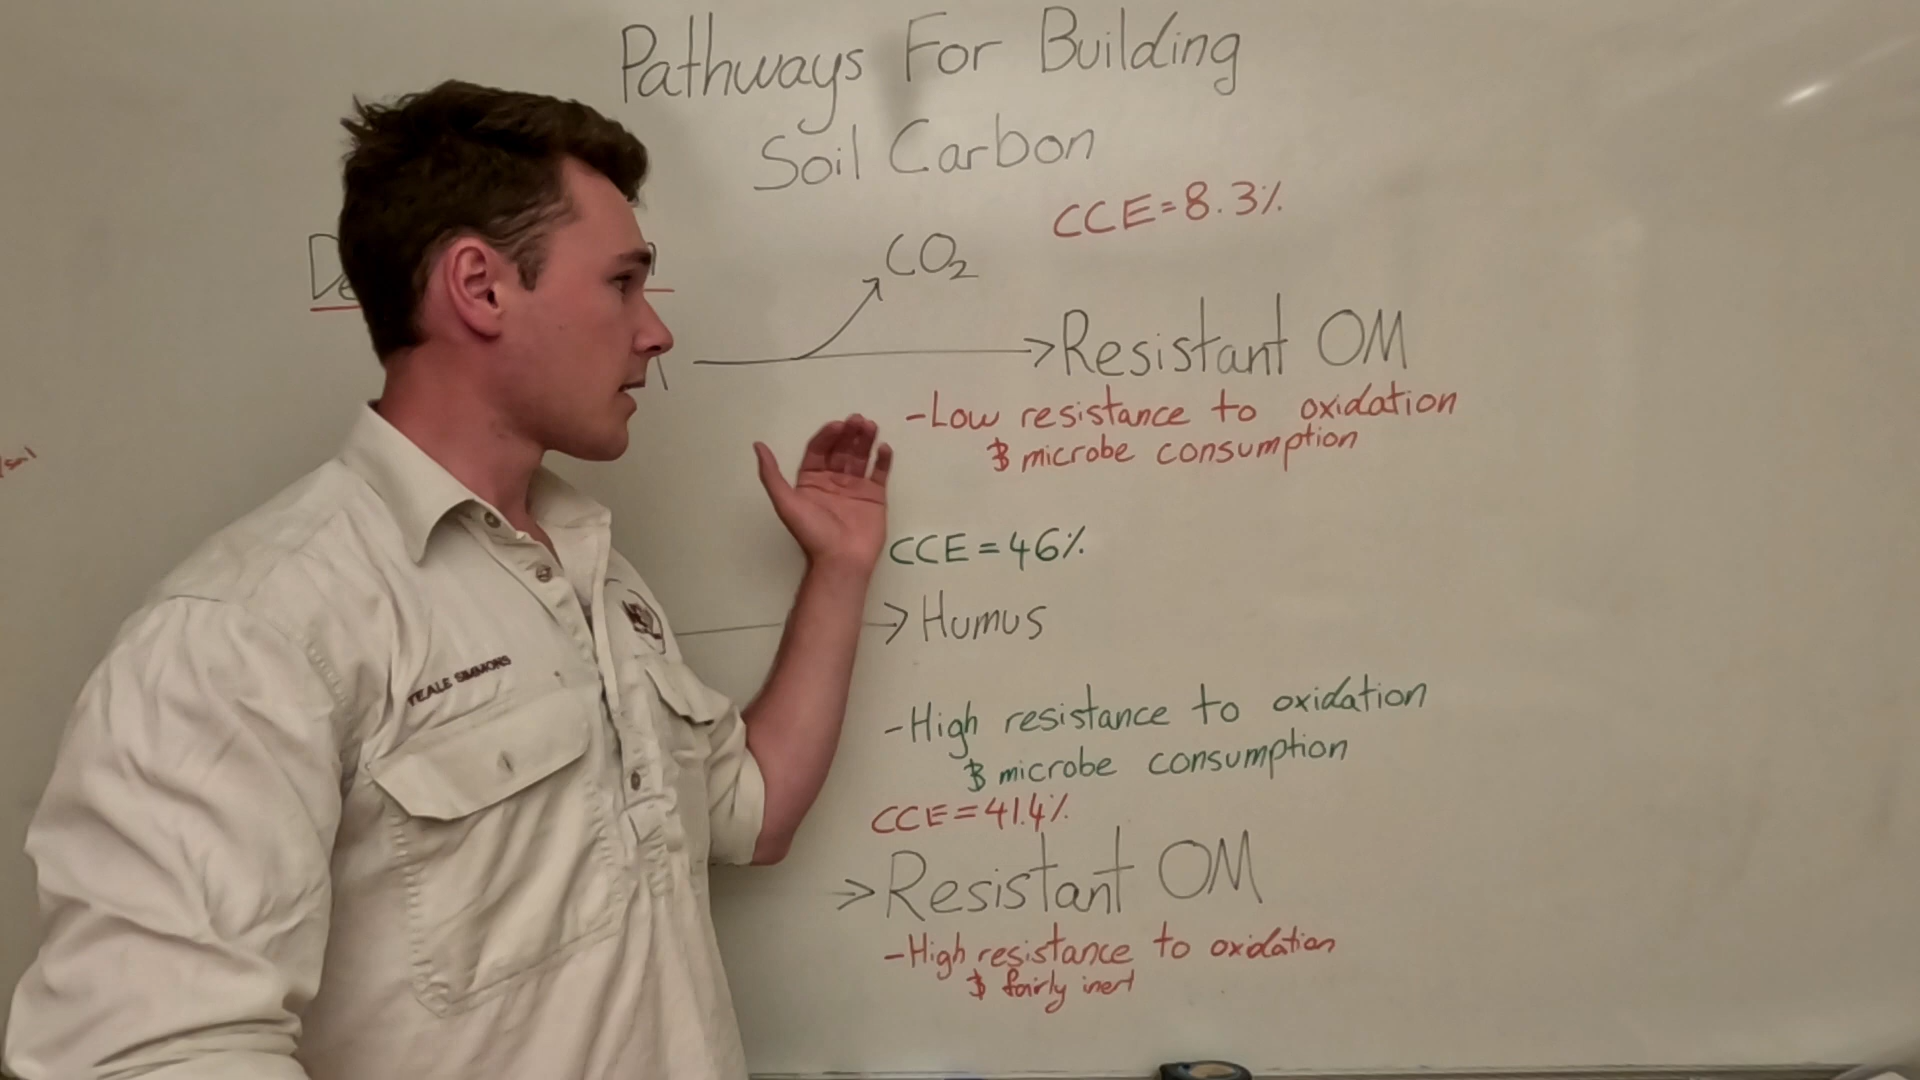 Pathways For Building
Soil Carbon
CCE=8.3%
CO₂
Resistant OM
-Low resistance to oxidation
& microbe consumption
CCE=46%
Humus
TEALE SIMMONS
-High resistance to oxidation
& microbe consumption
CCE=41.4%
Resistant OM
-High resistance to oxidation
& fairly inert